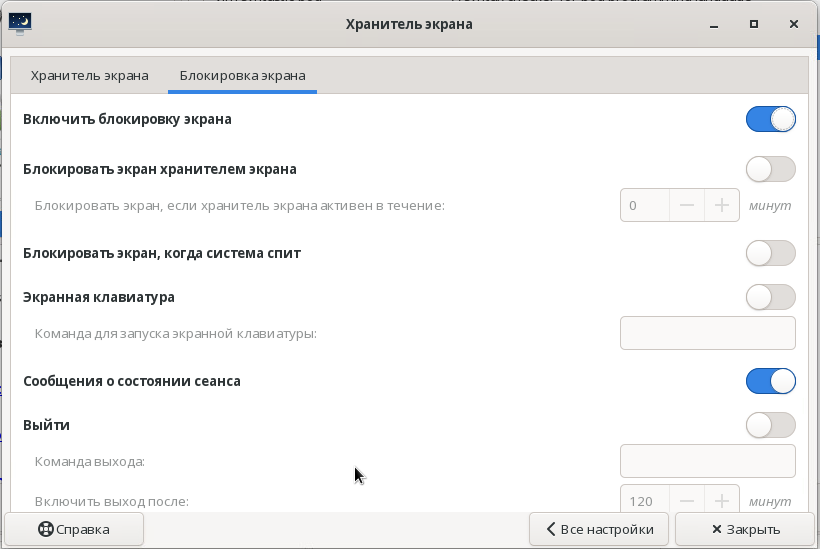 Хранитель экрана
Хранитель экрана Блокировка экрана
Включить блокировку экрана
Блокировать экран хранителем экрана
Блокировать экран, если хранитель экрана активен в течение: 0 минут
Блокировать экран, когда система спит
Экранная клавиатура
Команда для запуска экранной клавиатуры:
Сообщения о состоянии сеанса
Выйти
Команда выхода:
Включить выход после: 120 минут
Справка Все настройки Закрыть